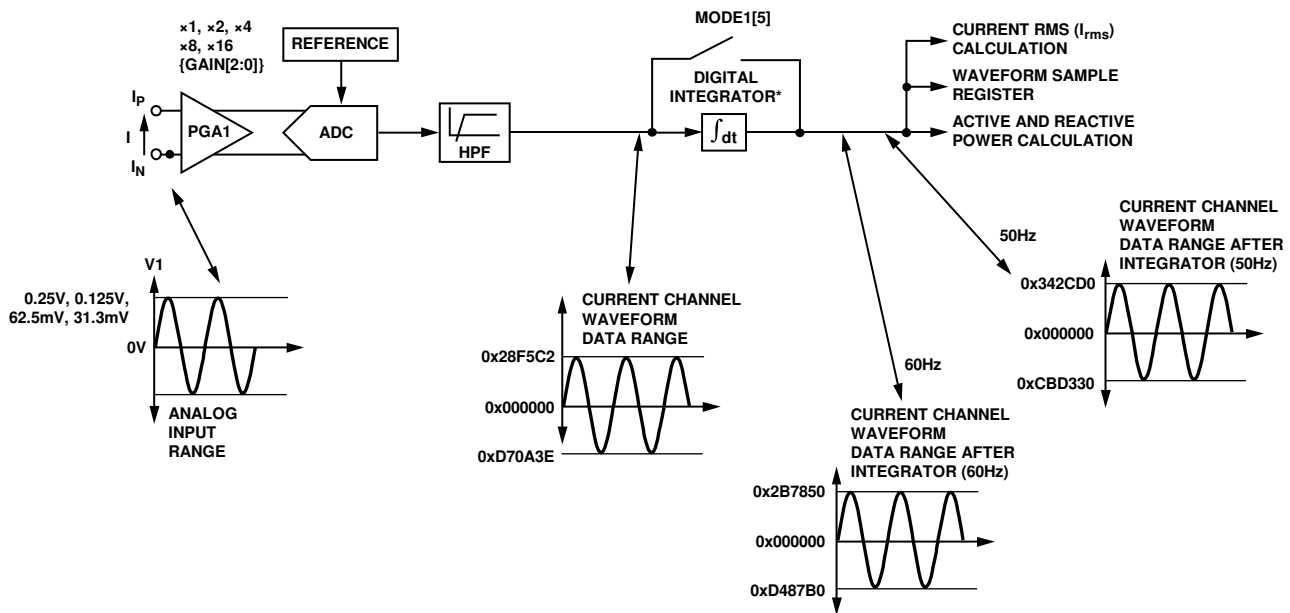 ×1, ×2, ×4
×8, ×16
{GAIN[2:0]}
REFERENCE
MODE1[5]
CURRENT RMS (Irms)
CALCULATION
WAVEFORM SAMPLE
REGISTER
ACTIVE AND REACTIVE
POWER CALCULATION
IP
I
IN
PGA1
ADC
HPF
DIGITAL
INTEGRATOR*
∫dt
50Hz
60Hz
V1
0.25V, 0.125V,
62.5mV, 31.3mV
0V
ANALOG
INPUT
RANGE
CURRENT CHANNEL
WAVEFORM
DATA RANGE
0x28F5C2
0x000000
0xD70A3E
CURRENT CHANNEL
WAVEFORM
DATA RANGE AFTER
INTEGRATOR (60Hz)
0x2B7850
0x000000
0xD487B0
CURRENT CHANNEL
WAVEFORM
DATA RANGE AFTER
INTEGRATOR (50Hz)
0x342CD0
0x000000
0xCBD330